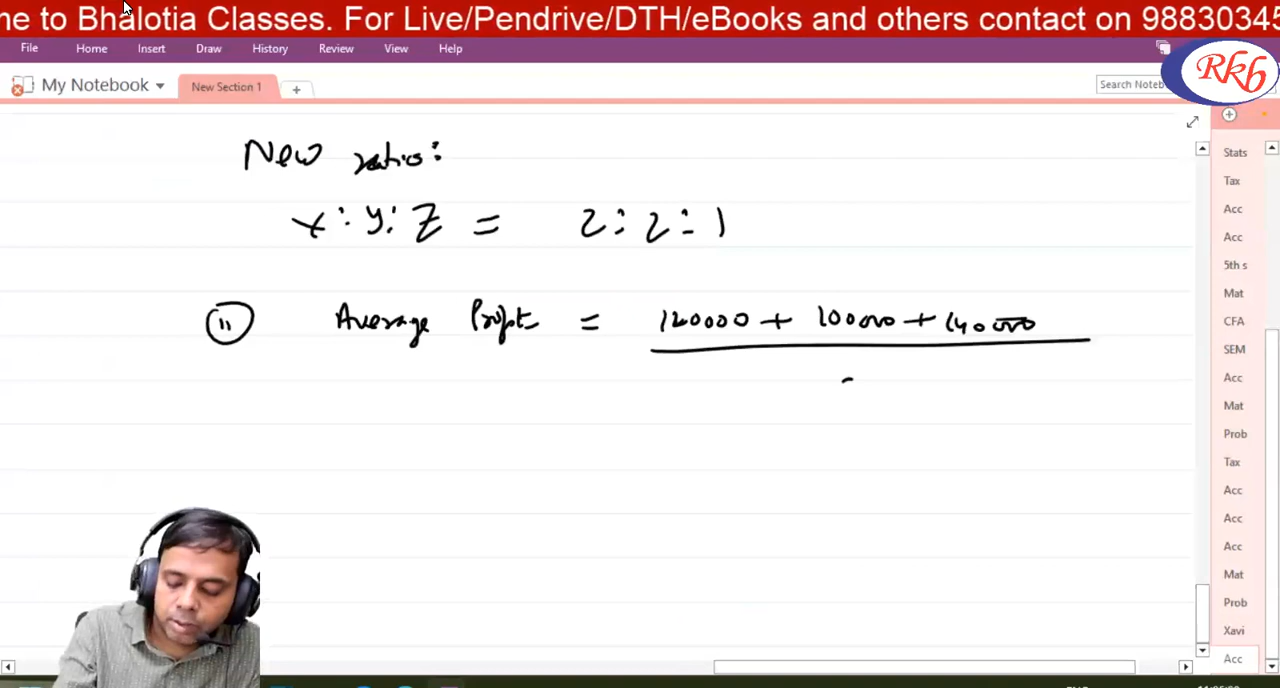 me to Bhalotia Classes. For Live/Pendrive/DTH/eBooks and others contact on 98830345
File Home Insert Draw History Review View Help
Rkb
My Notebook New Section 1 + Search Noteb
New ratio:
X : Y : Z = 2 : 2 : 1
(ii) Average Profit = 120000 + 100000 + 140000
Stats
Tax
Acc
Acc
5th s
Mat
CFA
SEM
Acc
Mat
Prob
Tax
Acc
Acc
Acc
Mat
Prob
Xavi
Acc